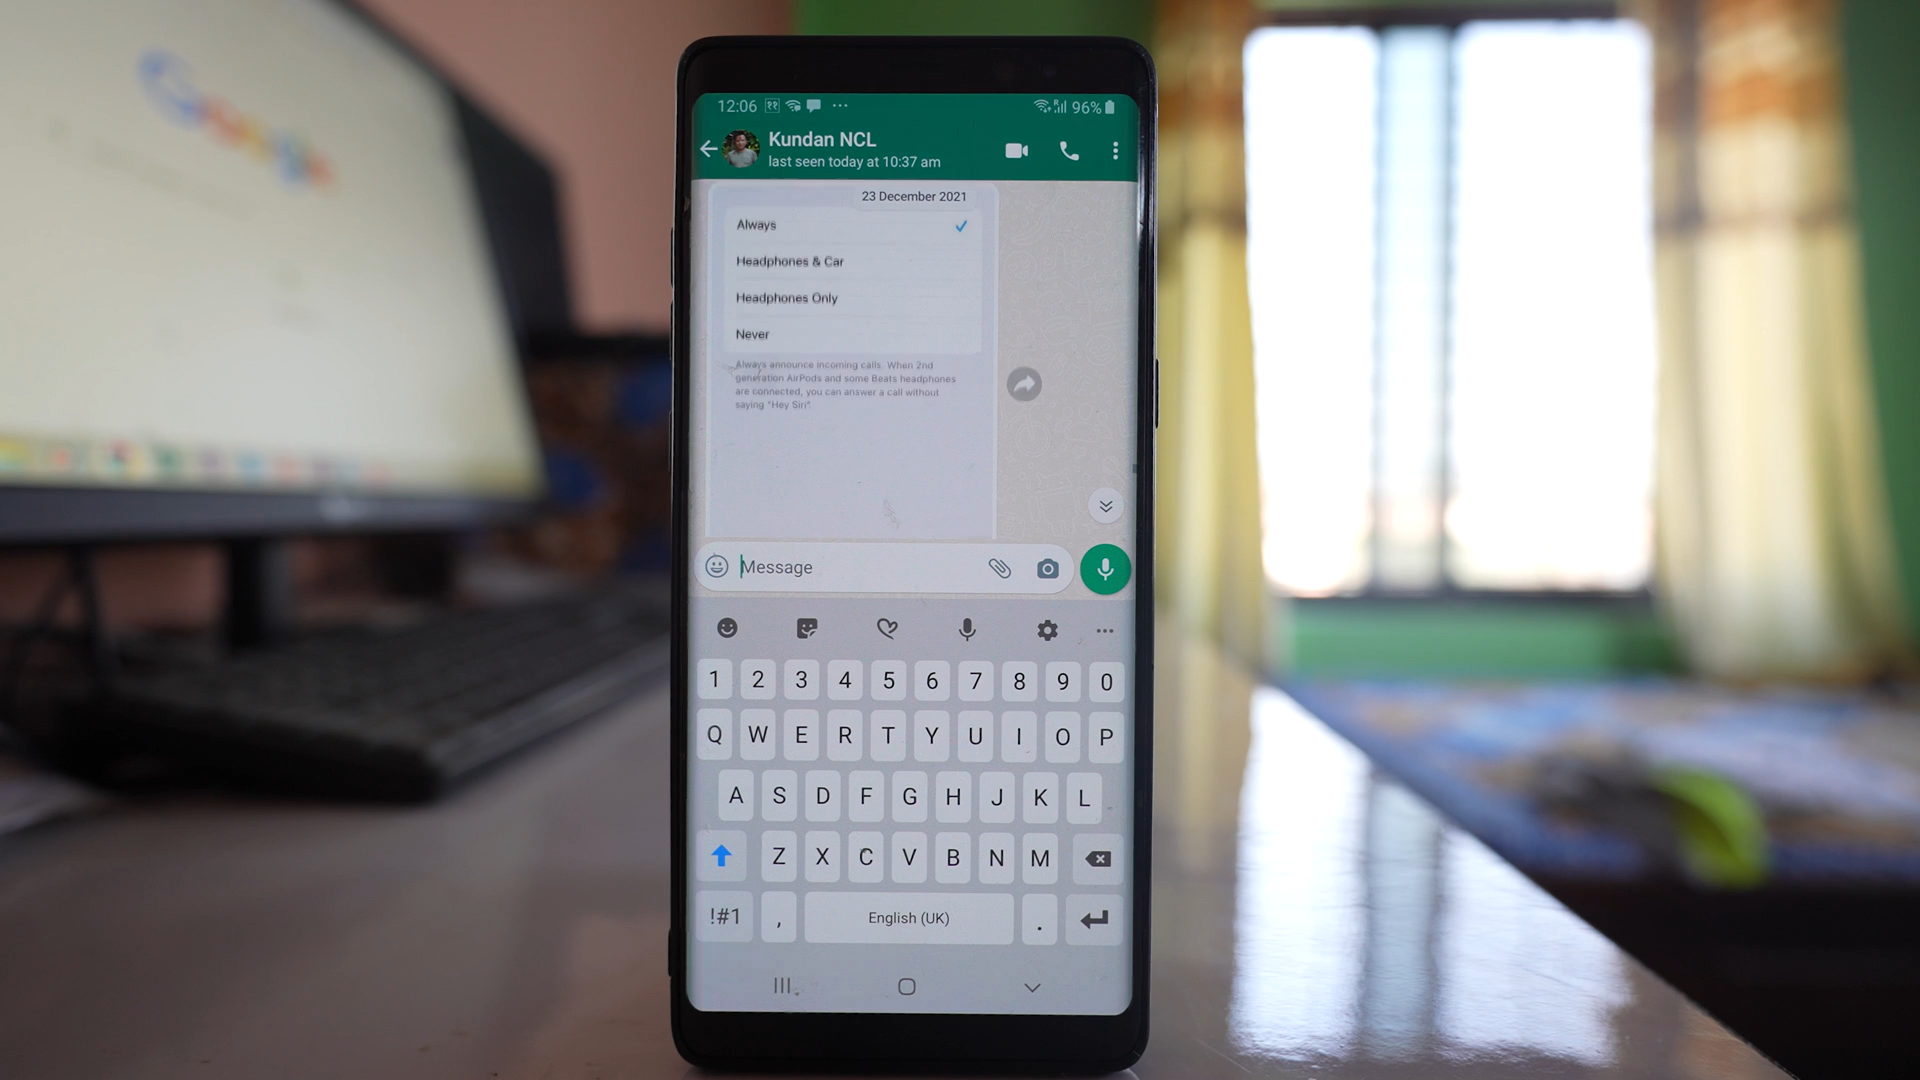 Google
12:06 96%
Kundan NCL
last seen today at 10:37 am
23 December 2021
Always
Headphones & Car
Headphones Only
Never
Always announce incoming calls. When 2nd
generation AirPods and some Beats headphones
are connected, you can answer a call without
saying "Hey Siri"
Message
1 2 3 4 5 6 7 8 9 0
Q W E R T Y U I O P
A S D F G H J K L
Z X C V B N M
!#1 , English (UK) .